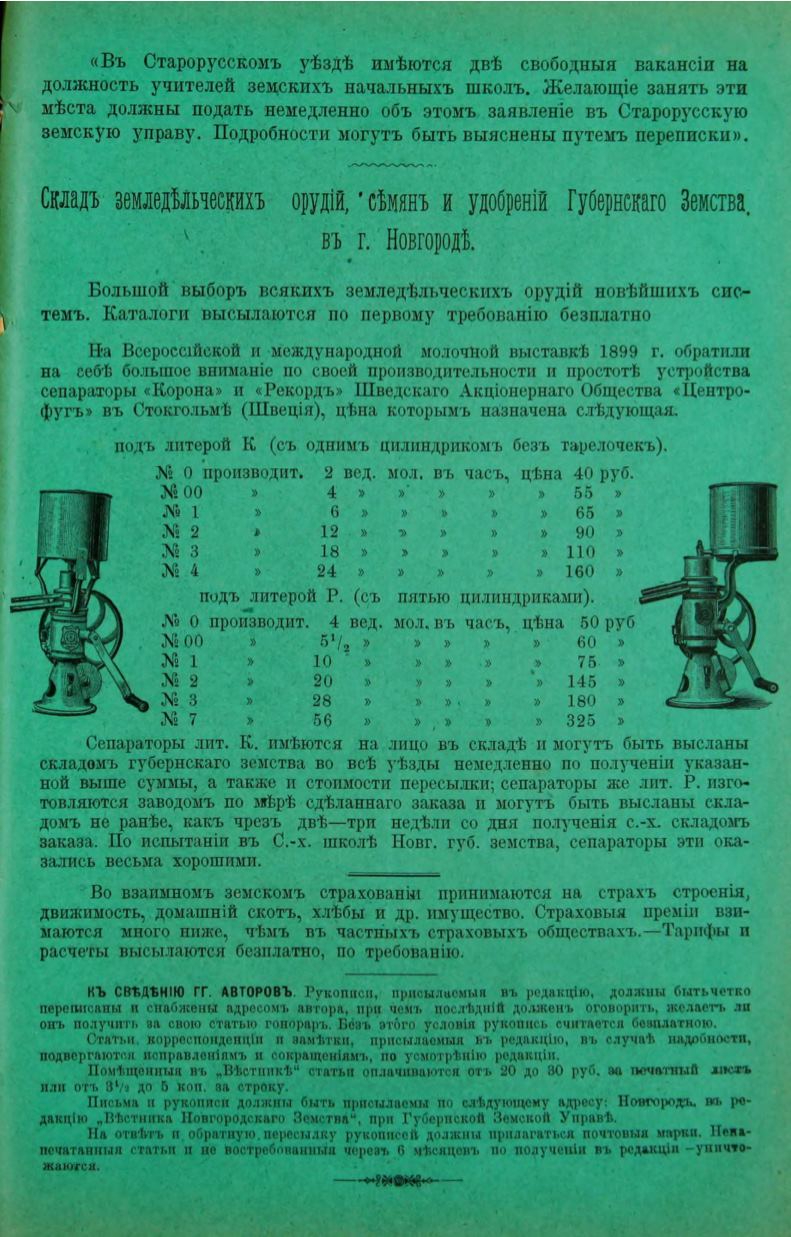 «Въ Старорусскомъ уѣздѣ имѣются двѣ свободныя вакансіи на
должность учителей земскихъ начальныхъ школъ. Желающіе занять эти
мѣста должны подать немедленно объ этомъ заявленіе въ Старорусскую
земскую управу. Подробности могутъ быть выяснены путемъ переписки».
Складъ земледѣльческихъ орудій, сѣмянъ и удобреній Губернскаго Земства,
въ г. Новгородѣ.
Большой выборъ всякихъ земледѣльческихъ орудій новѣйшихъ сис-
темъ. Каталоги высылаются по первому требованію безплатно
На Всероссійской и международной молочной выставкѣ 1899 г. обратили
на себѣ большое вниманіе по своей производительности и простотѣ устройства
сепараторы «Корона» и «Рекордъ» Шведскаго Акціонернаго Общества «Центро-
фугъ» въ Стокгольмѣ (Швеція), цѣна которымъ назначена слѣдующая.
подъ литерой К (съ однимъ цилиндрикомъ безъ тарелочекъ).
№ 0 производит. 2 вед. мол. въ часъ, цѣна 40 руб.
№ 00 » 4 » » » » » 55 »
№ 1 » 6 » » » » » 65 »
№ 2 » 12 » » » » » 90 »
№ 3 » 18 » » » » » 110 »
№ 4 » 24 » » » » » 160 »
подъ литерой Р. (съ пятью цилиндриками).
№ 0 производит. 4 вед. мол. въ часъ, цѣна 50 руб
№ 00 » 5½ » » » » » 60 »
№ 1 » 10 » » » » » 75 »
№ 2 » 20 » » » » » 145 »
№ 3 » 28 » » » » » 180 »
№ 7 » 56 » » » » » 325 »
Сепараторы лит. К. имѣются на лицо въ складѣ и могутъ быть высланы
складомъ губернскаго земства во всѣ уѣзды немедленно по полученіи указан-
ной выше суммы, а также и стоимости пересылки; сепараторы же лит. Р. изго-
товляются заводомъ по мѣрѣ сдѣланнаго заказа и могутъ быть высланы скла-
домъ не ранѣе, какъ чрезъ двѣ—три недѣли со дня полученія с.-х. складомъ
заказа. По испытаніи въ С.-х. школѣ Новг. губ. земства, сепараторы эти ока-
зались весьма хорошими.
Во взаимномъ земскомъ страхованіи принимаются на страхъ строенія,
движимость, домашній скотъ, хлѣбы и др. имущество. Страховыя преміи взи-
маются много ниже, чѣмъ въ частныхъ страховыхъ обществахъ.—Тарифы и
расчеты высылаются безплатно, по требованію.
КЪ СВѢДѢНІЮ ГГ. АВТОРОВЪ. Рукописи, присылаемыя въ редакцію, должны бытьчетко
переписаны и снабжены адресомъ автора, при чемъ послѣдній долженъ оговорить, желаетъ ли
онъ получить за свою статью гонораръ. Безъ этого условія рукопись считается безплатною.
Статьи, корреспонденціи и замѣтки, присылаемыя въ редакцію, въ случаѣ надобности,
подвергаются исправленіямъ и сокращеніямъ, по усмотрѣнію редакціи.
Помѣщенныя въ „Вѣстникѣ“ статьи оплачиваются отъ 20 до 30 руб. за печатный листъ
или отъ 3½ до 5 коп. за строку.
Письма и рукописи должны быть присылаемы по слѣдующему адресу: Новгородъ, въ ре-
дакцію „Вѣстника Новгородскаго Земства“, при Губернской Земской Управѣ.
На отвѣтъ и обратную пересылку рукописей должны прилагаться почтовыя марки. Нена-
печатанныя статьи и не востребованныя черезъ 6 мѣсяцевъ по полученіи въ редакціи -уничто-
жаются.